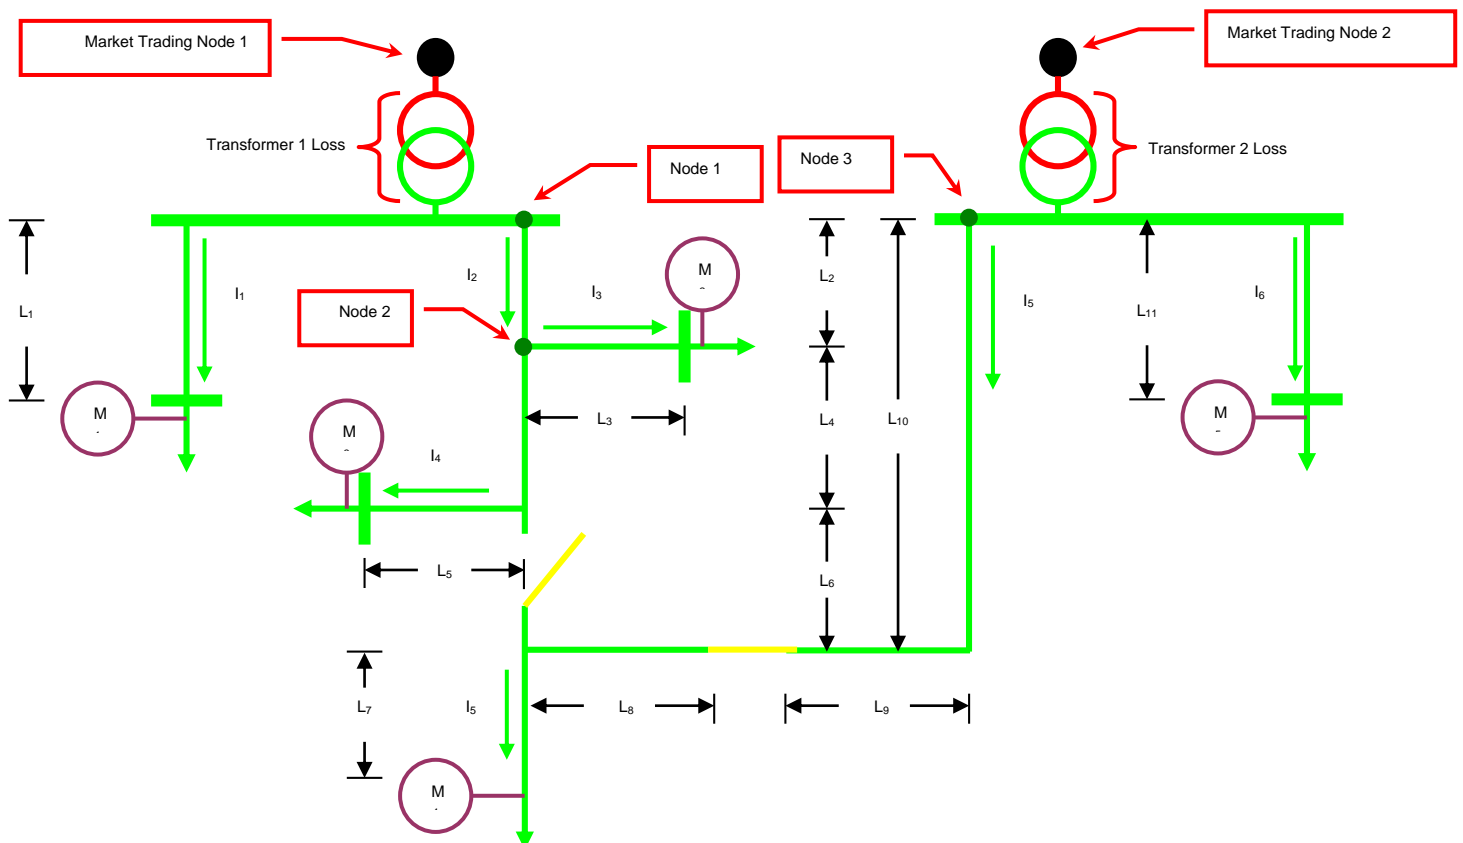 Market Trading Node 1
Market Trading Node 2
Transformer 1 Loss
Node 1
Node 3
Transformer 2 Loss
L₁
I₁
I₂
I₃
M
L₂
L₁₀
I₅
L₁₁
I₆
Node 2
M
M
I₄
L₃
L₄
M
L₅
L₆
L₇
I₅
L₈
L₉
M